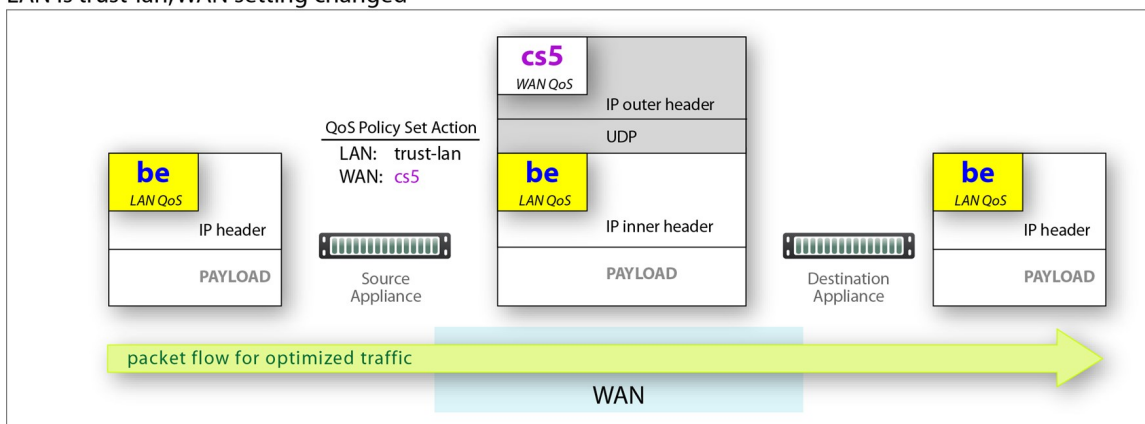 LAN is trust-lan/WAN setting changed
cs5
WAN QoS
IP outer header
UDP
QoS Policy Set Action
LAN: trust-lan
WAN: cs5
be
LAN QoS
IP header
PAYLOAD
be
LAN QoS
IP inner header
PAYLOAD
be
LAN QoS
IP header
PAYLOAD
Source
Appliance
Destination
Appliance
packet flow for optimized traffic
WAN